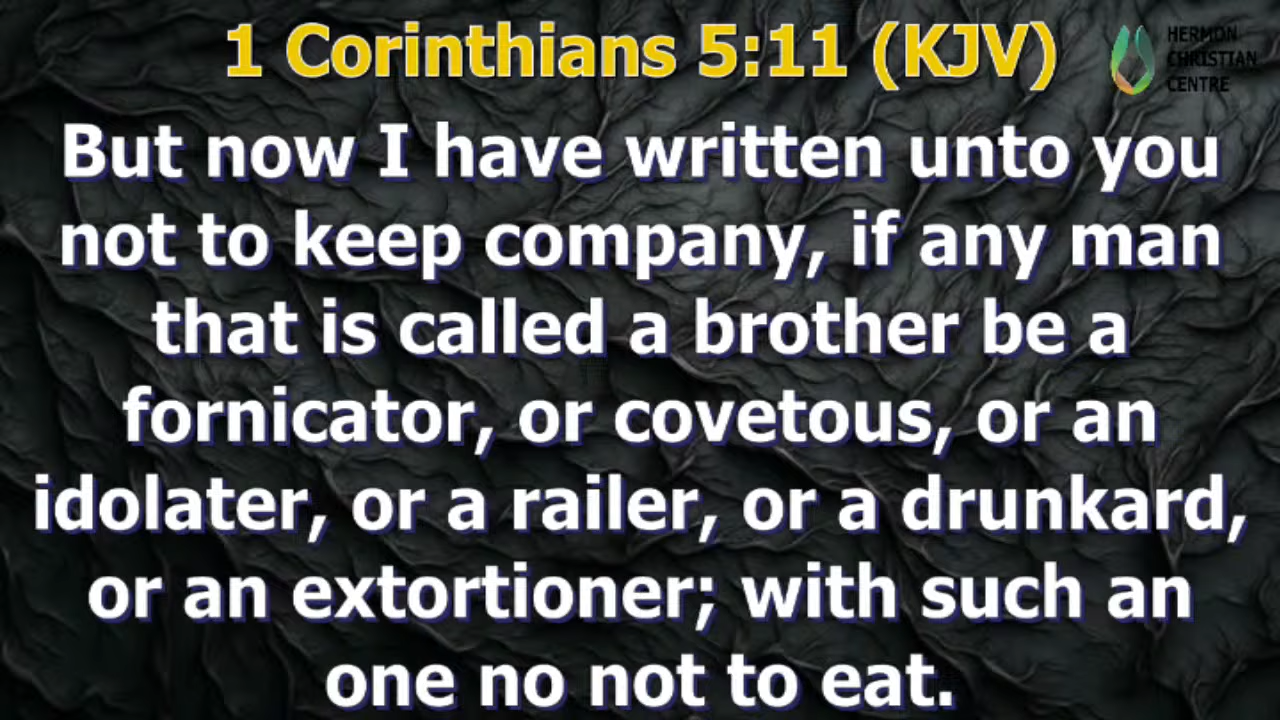 1 Corinthians 5:11 (KJV)
HERMON
CHRISTIAN
CENTRE
But now I have written unto you
not to keep company, if any man
that is called a brother be a
fornicator, or covetous, or an
idolater, or a railer, or a drunkard,
or an extortioner; with such an
one no not to eat.